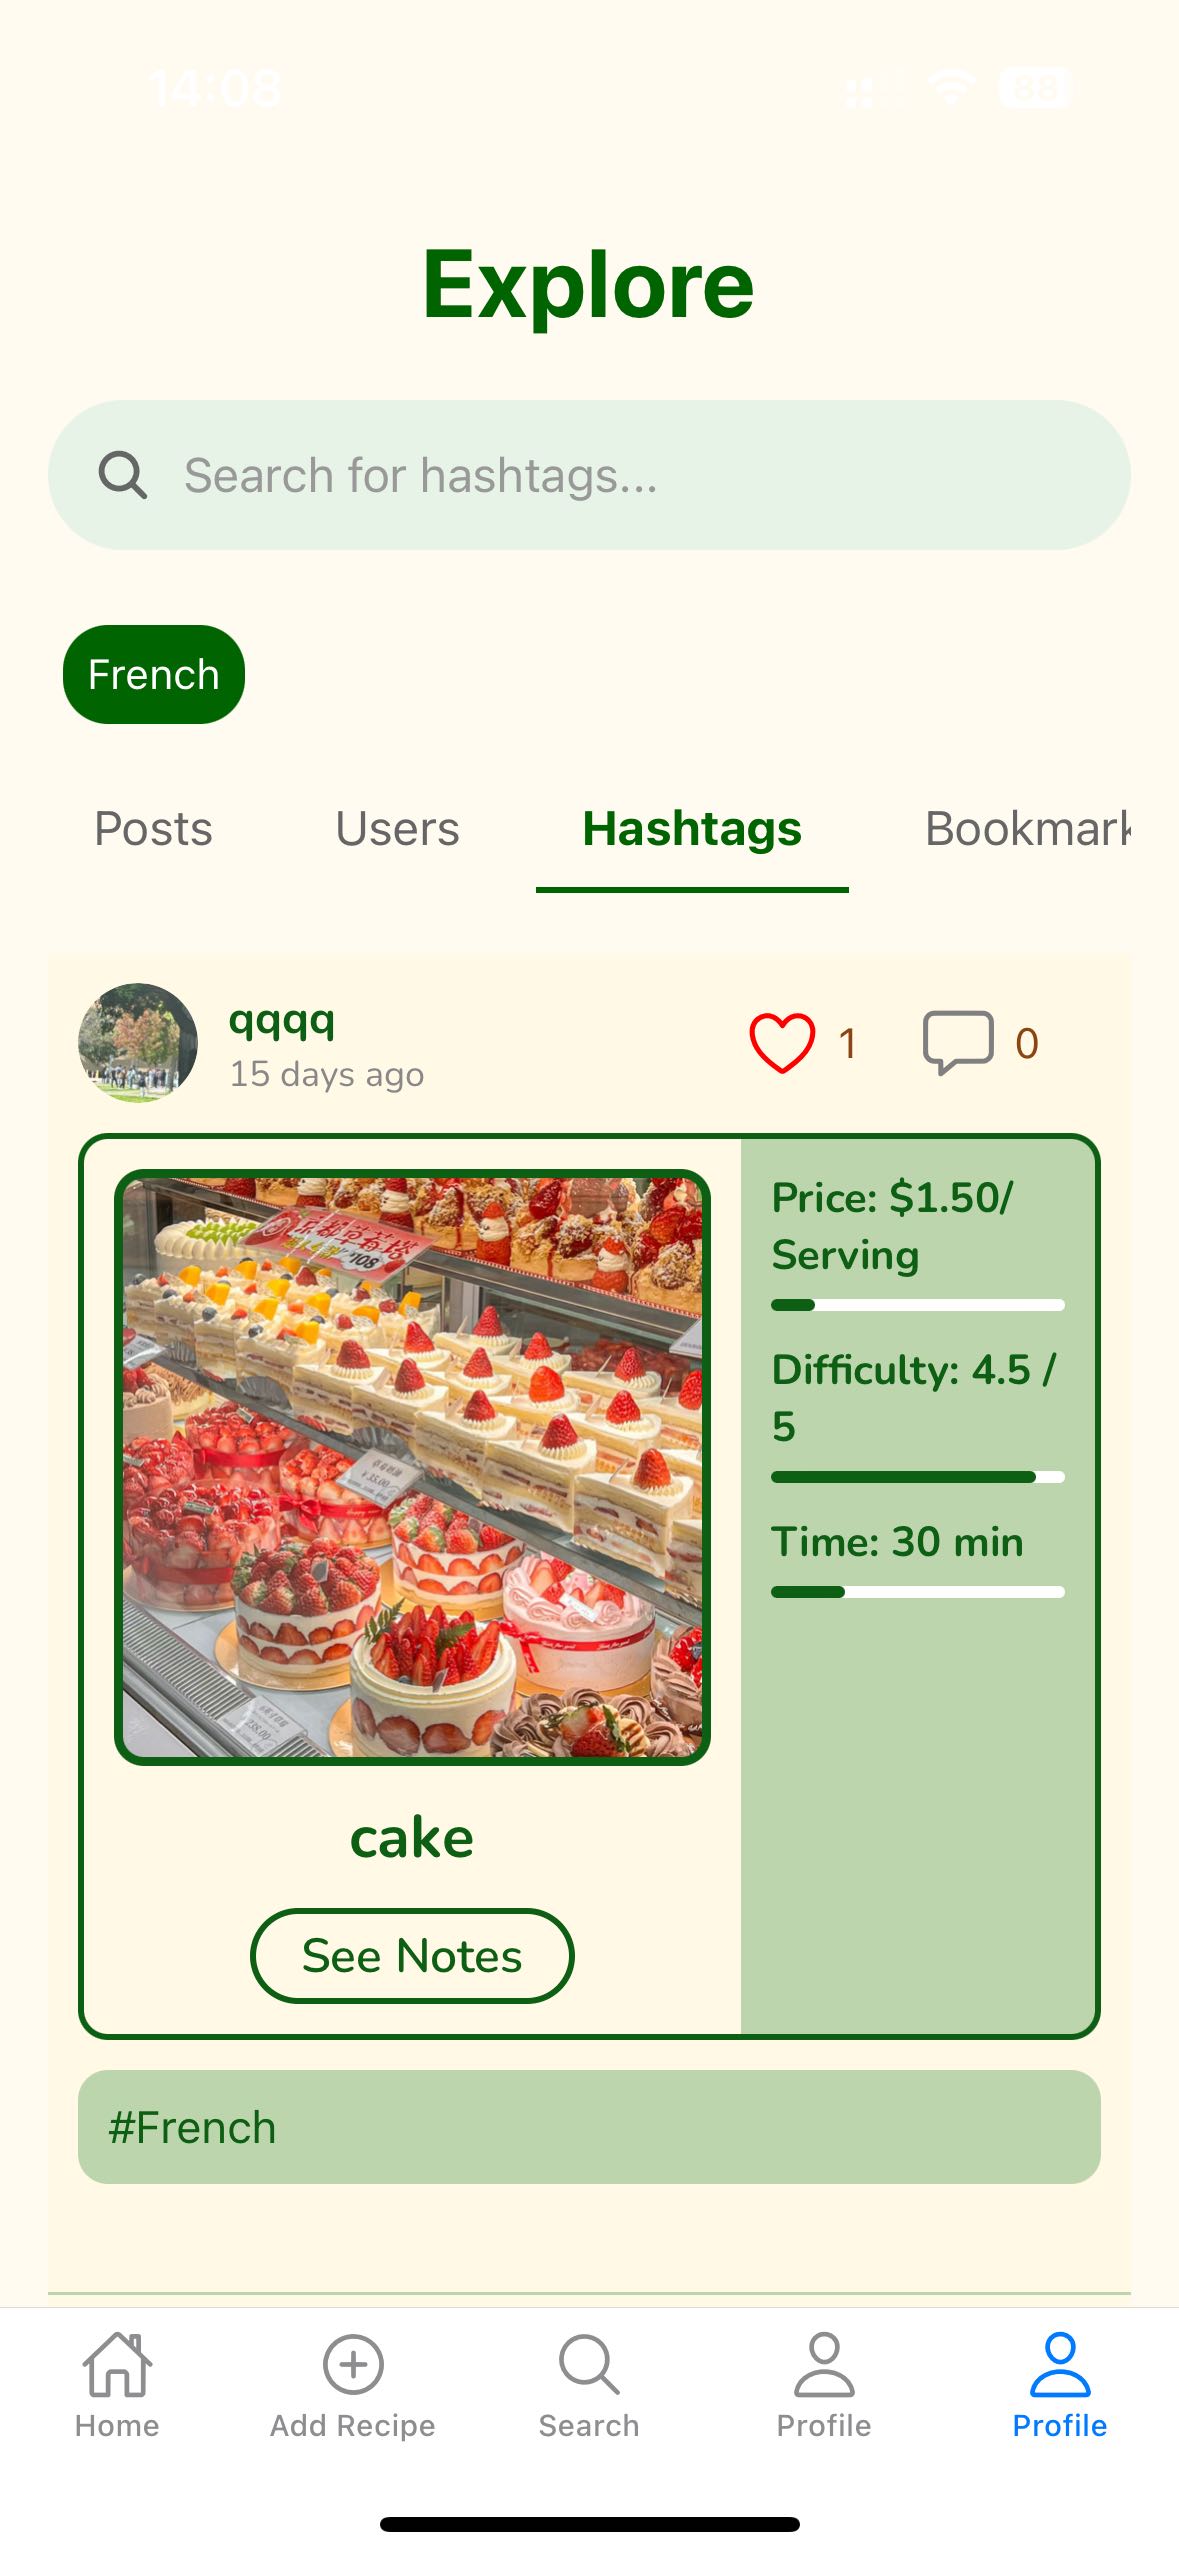 14:08
88
Explore
Search for hashtags...
French
Posts
Users
Hashtags
Bookmark
qqqq
15 days ago
1
0
Price: $1.50/
Serving
Difficulty: 4.5 /
5
Time: 30 min
108
cake
See Notes
#French
Home
Add Recipe
Search
Profile
Profile